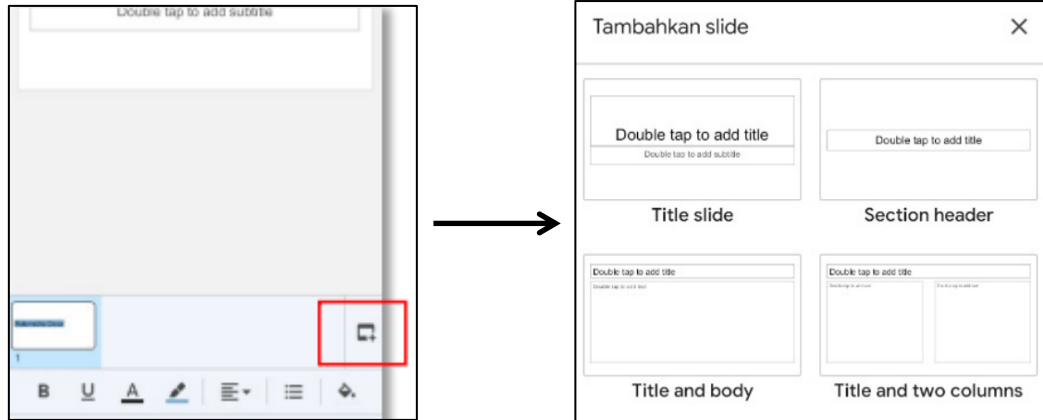 Double tap to add subtitle
1
B U A
Tambahkan slide
Double tap to add title
Double tap to add subtitle
Title slide
Double tap to add title
Section header
Double tap to add title
Double tap to add text
Title and body
Double tap to add title
Title and two columns